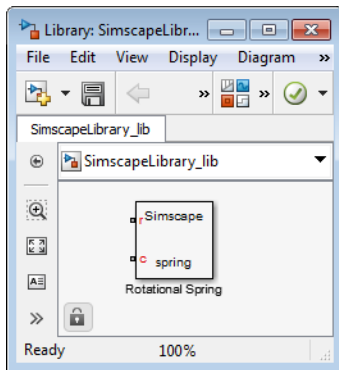 Library: SimscapeLibr...
File Edit View Display Diagram »
»
»
SimscapeLibrary_lib
SimscapeLibrary_lib
r Simscape
c spring
Rotational Spring
A
»
Ready 100%